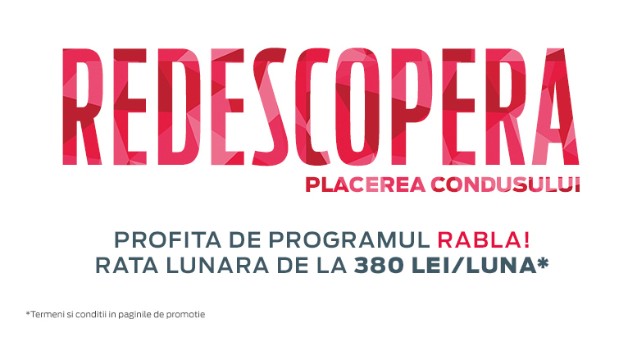 REDESCOPERA
PLACEREA CONDUSULUI
PROFITA DE PROGRAMUL RABLA!
RATA LUNARA DE LA 380 LEI/LUNA*
*Termeni si conditii in paginile de promotie